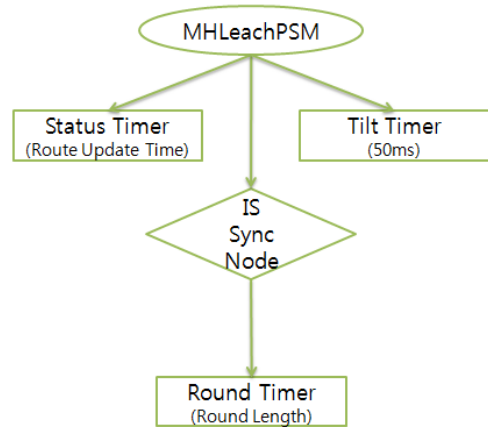 MHLeachPSM
Status Timer
(Route Update Time)
Tilt Timer
(50ms)
IS
Sync
Node
Round Timer
(Round Length)